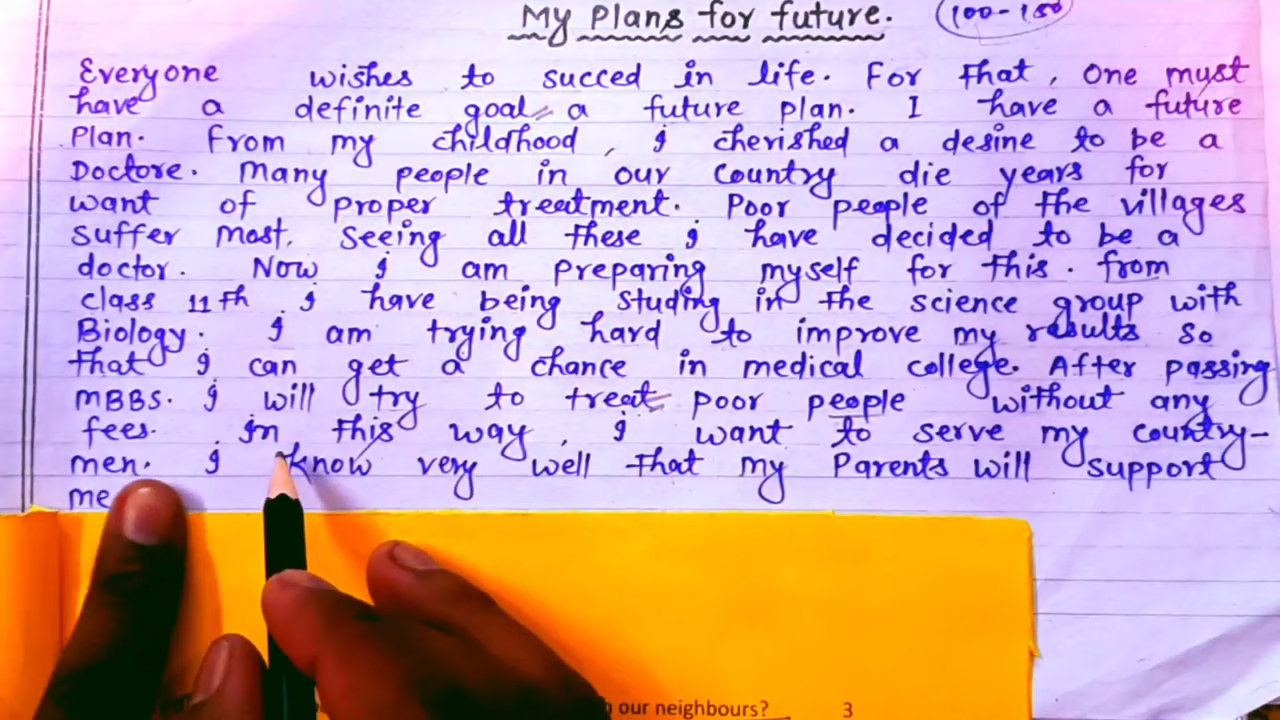 My Plans for future.
(100-150)
Everyone wishes to succed in life. For that, one must
have a definite goal, a future plan. I have a future
Plan. From my childhood, I cherished a desine to be a
Doctore. Many people in our country die years for
want of proper treetment. Poor people of the villages
suffer most. Seeing all these I have decided to be a
doctor. Now I am preparing myself for this. from
class 11th I have being studing in the science group with
Biology. I am trying hard to improve my results so
that I can get a chance in medical college. After passing
MBBS. I will try to treat poor people without any
fees. In this way, I want to serve my country-
men. I know very well that my Parents will support
me
our neighbours? 3